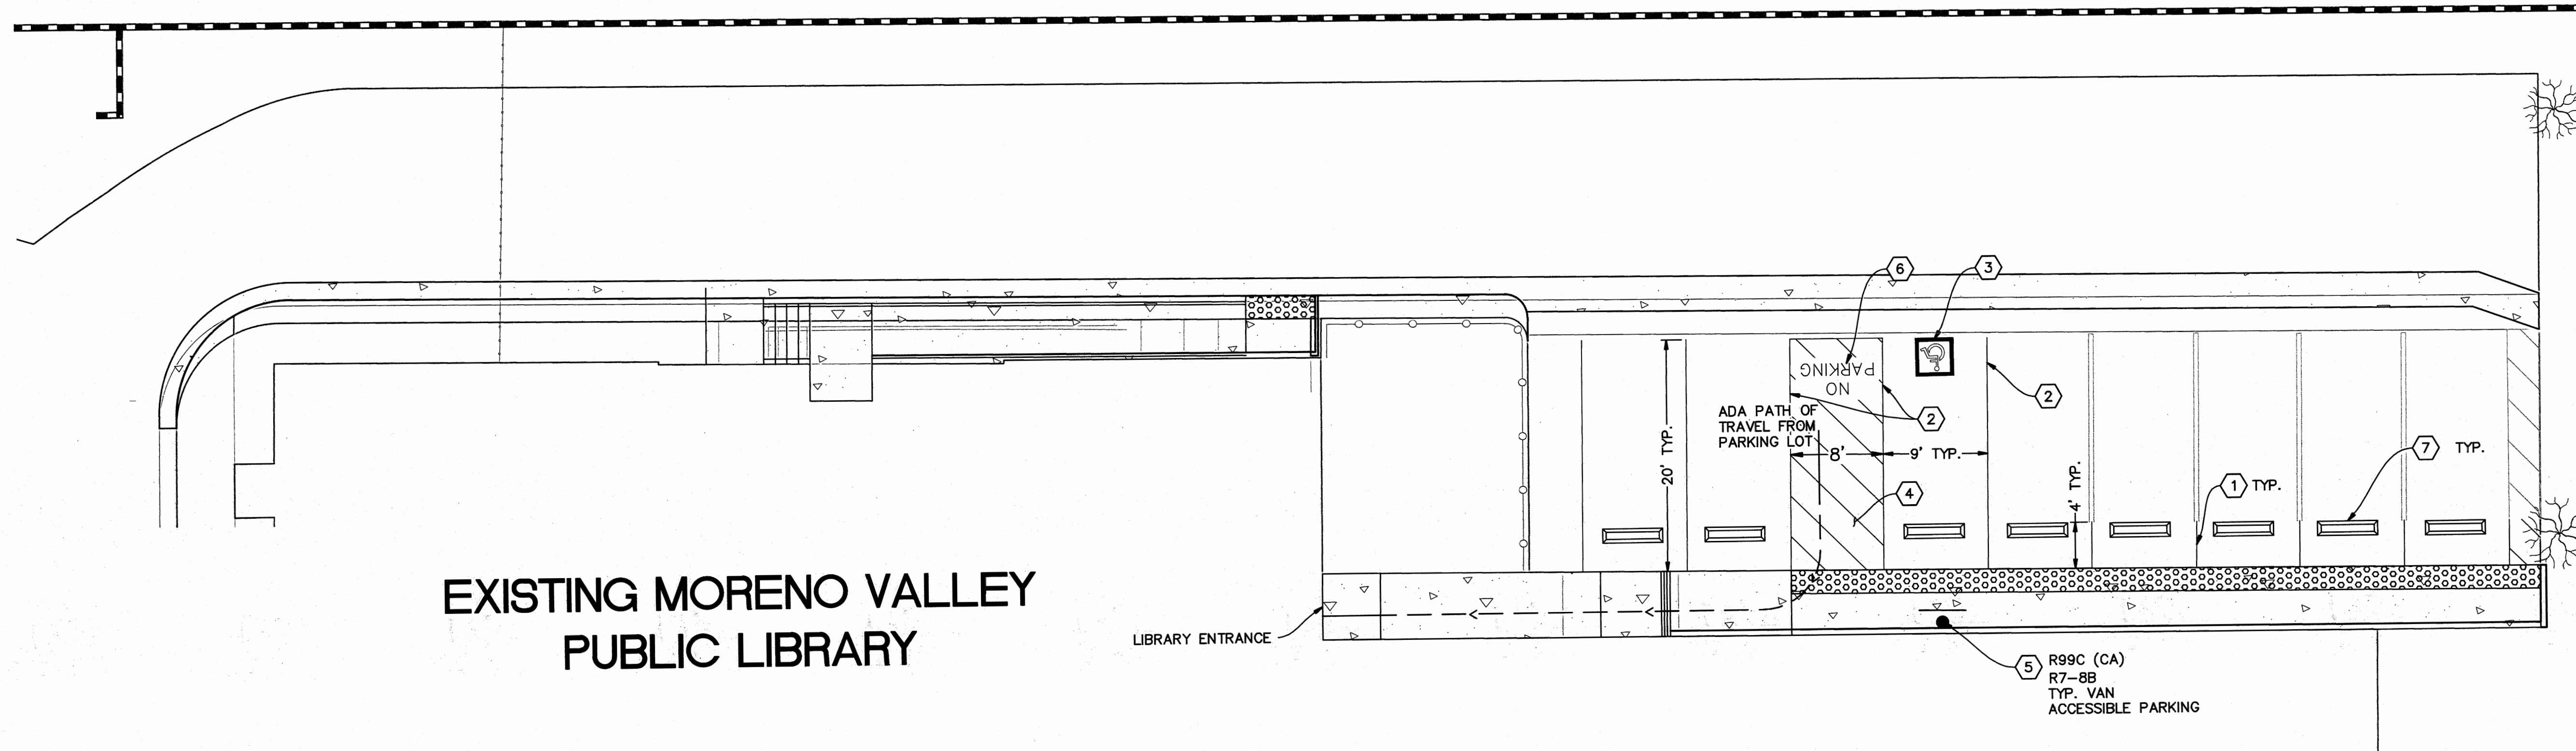 6
3
NO
PARKING
2
ADA PATH OF
TRAVEL FROM
PARKING LOT
2
20' TYP.
8'
9' TYP.
7 TYP.
4' TYP.
1 TYP.
4
EXISTING MORENO VALLEY
PUBLIC LIBRARY
LIBRARY ENTRANCE
5 R99C (CA)
R7-8B
TYP. VAN
ACCESSIBLE PARKING